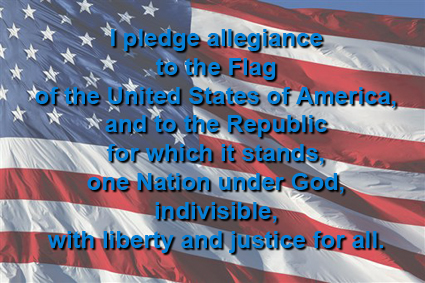 I pledge allegiance
to the Flag
of the United States of America,
and to the Republic
for which it stands,
one Nation under God,
indivisible,
with liberty and justice for all.